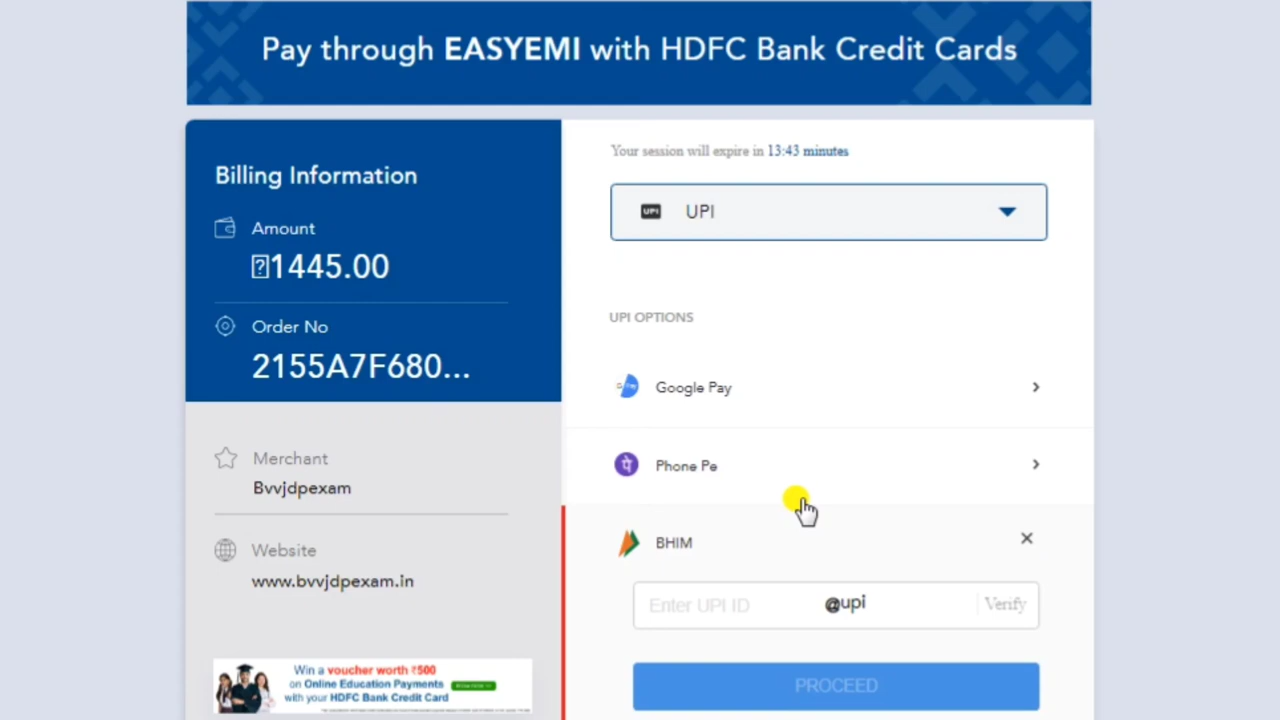 Pay through EASYEMI with HDFC Bank Credit Cards
Billing Information
Amount
1445.00
Order No
2155A7F680...
Merchant
Bvvjdpexam
Website
www.bvvjdpexam.in
Win a voucher worth ₹500
on Online Education Payments
with your HDFC Bank Credit Card
Your session will expire in 13:43 minutes
UPI UPI
UPI OPTIONS
Google Pay
पे Phone Pe
BHIM
Enter UPI ID @upi Verify
PROCEED